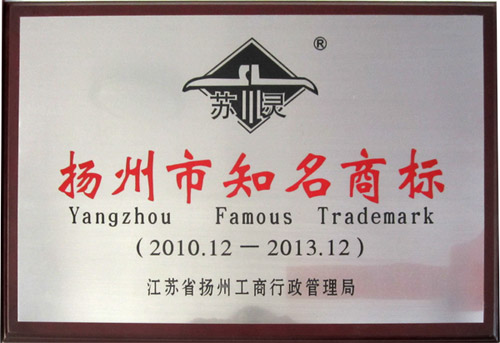 ®
苏灵
扬州市知名商标
Yangzhou Famous Trademark
(2010.12－2013.12)
江苏省扬州工商行政管理局